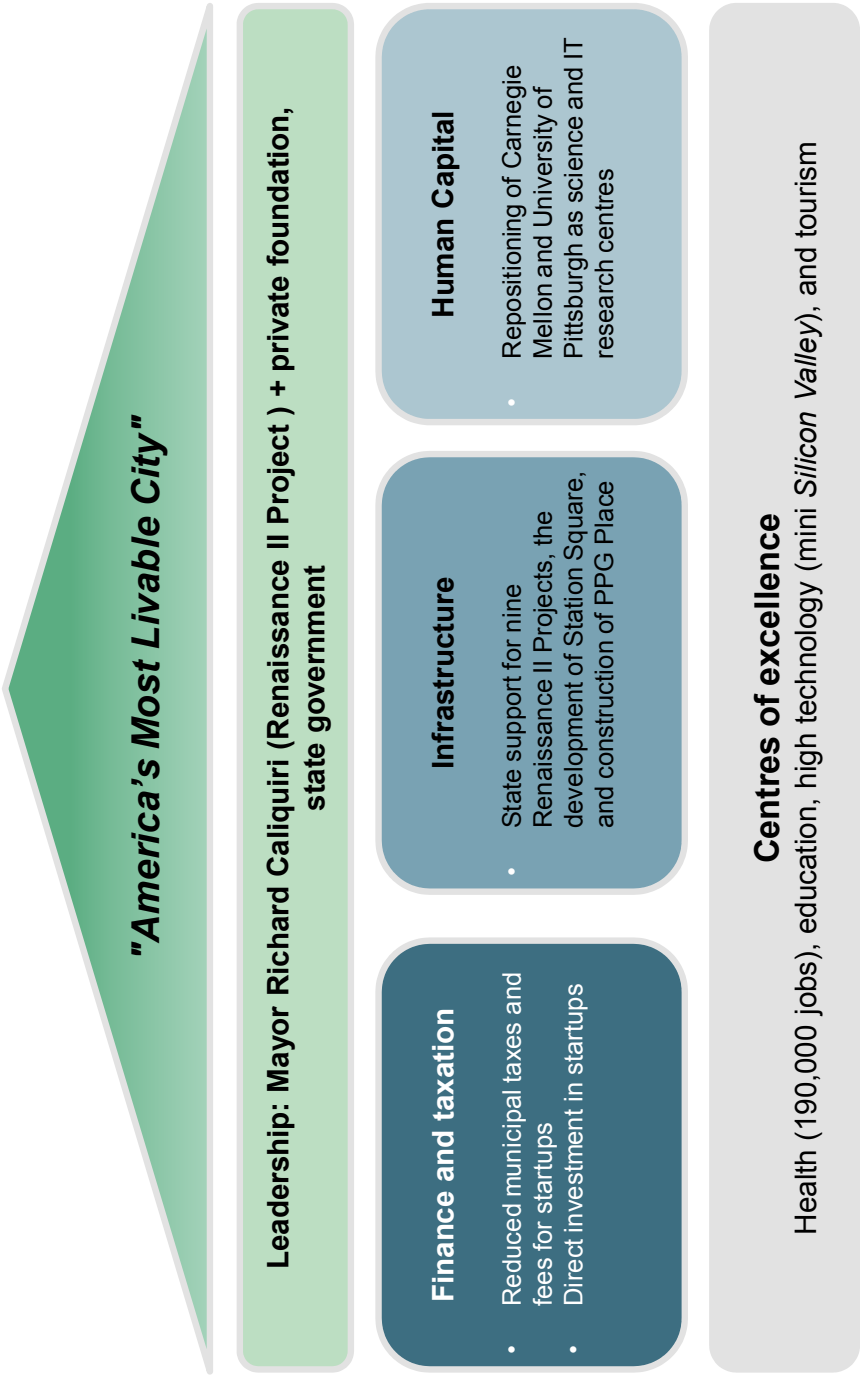 "America's Most Livable City"
Leadership: Mayor Richard Caliquiri (Renaissance II Project ) + private foundation,
state government
Finance and taxation
• Reduced municipal taxes and
fees for startups
• Direct investment in startups
Infrastructure
• State support for nine
Renaissance II Projects, the
development of Station Square,
and construction of PPG Place
Human Capital
• Repositioning of Carnegie
Mellon and University of
Pittsburgh as science and IT
research centres
Centres of excellence
Health (190,000 jobs), education, high technology (mini Silicon Valley), and tourism